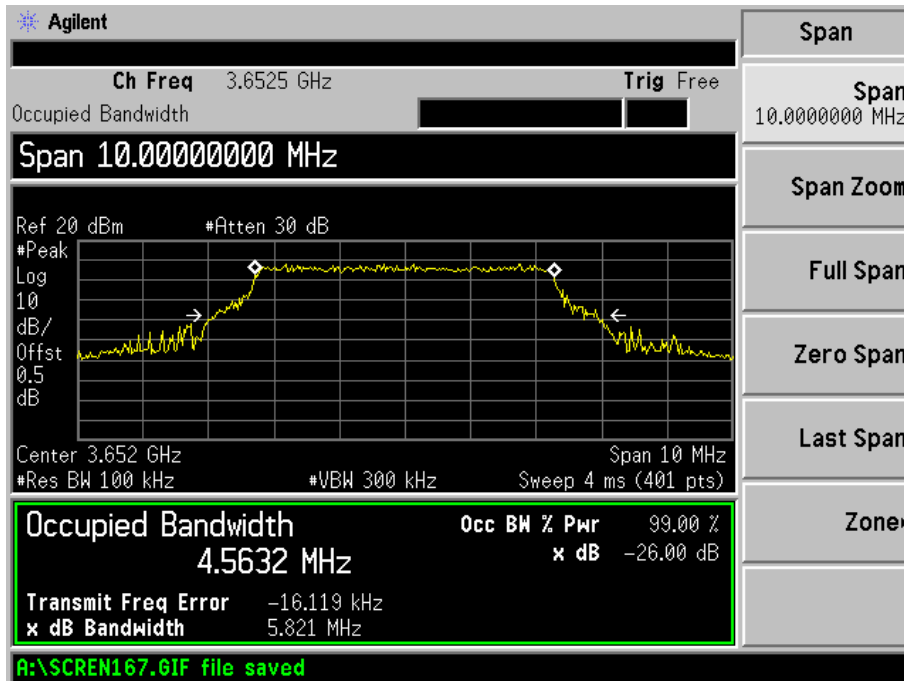 Agilent
Ch Freq 3.6525 GHz Trig Free
Occupied Bandwidth
Span 10.00000000 MHz
Ref 20 dBm #Atten 30 dB
#Peak
Log
10
dB/
Offst
0.5
dB
Center 3.652 GHz Span 10 MHz
#Res BW 100 kHz #VBW 300 kHz Sweep 4 ms (401 pts)
Occupied Bandwidth
4.5632 MHz
Occ BW % Pwr 99.00 %
x dB -26.00 dB
Transmit Freq Error -16.119 kHz
x dB Bandwidth 5.821 MHz
A:\SCREN167.GIF file saved
Span
Span
10.0000000 MHz
Span Zoom
Full Span
Zero Span
Last Span
Zone